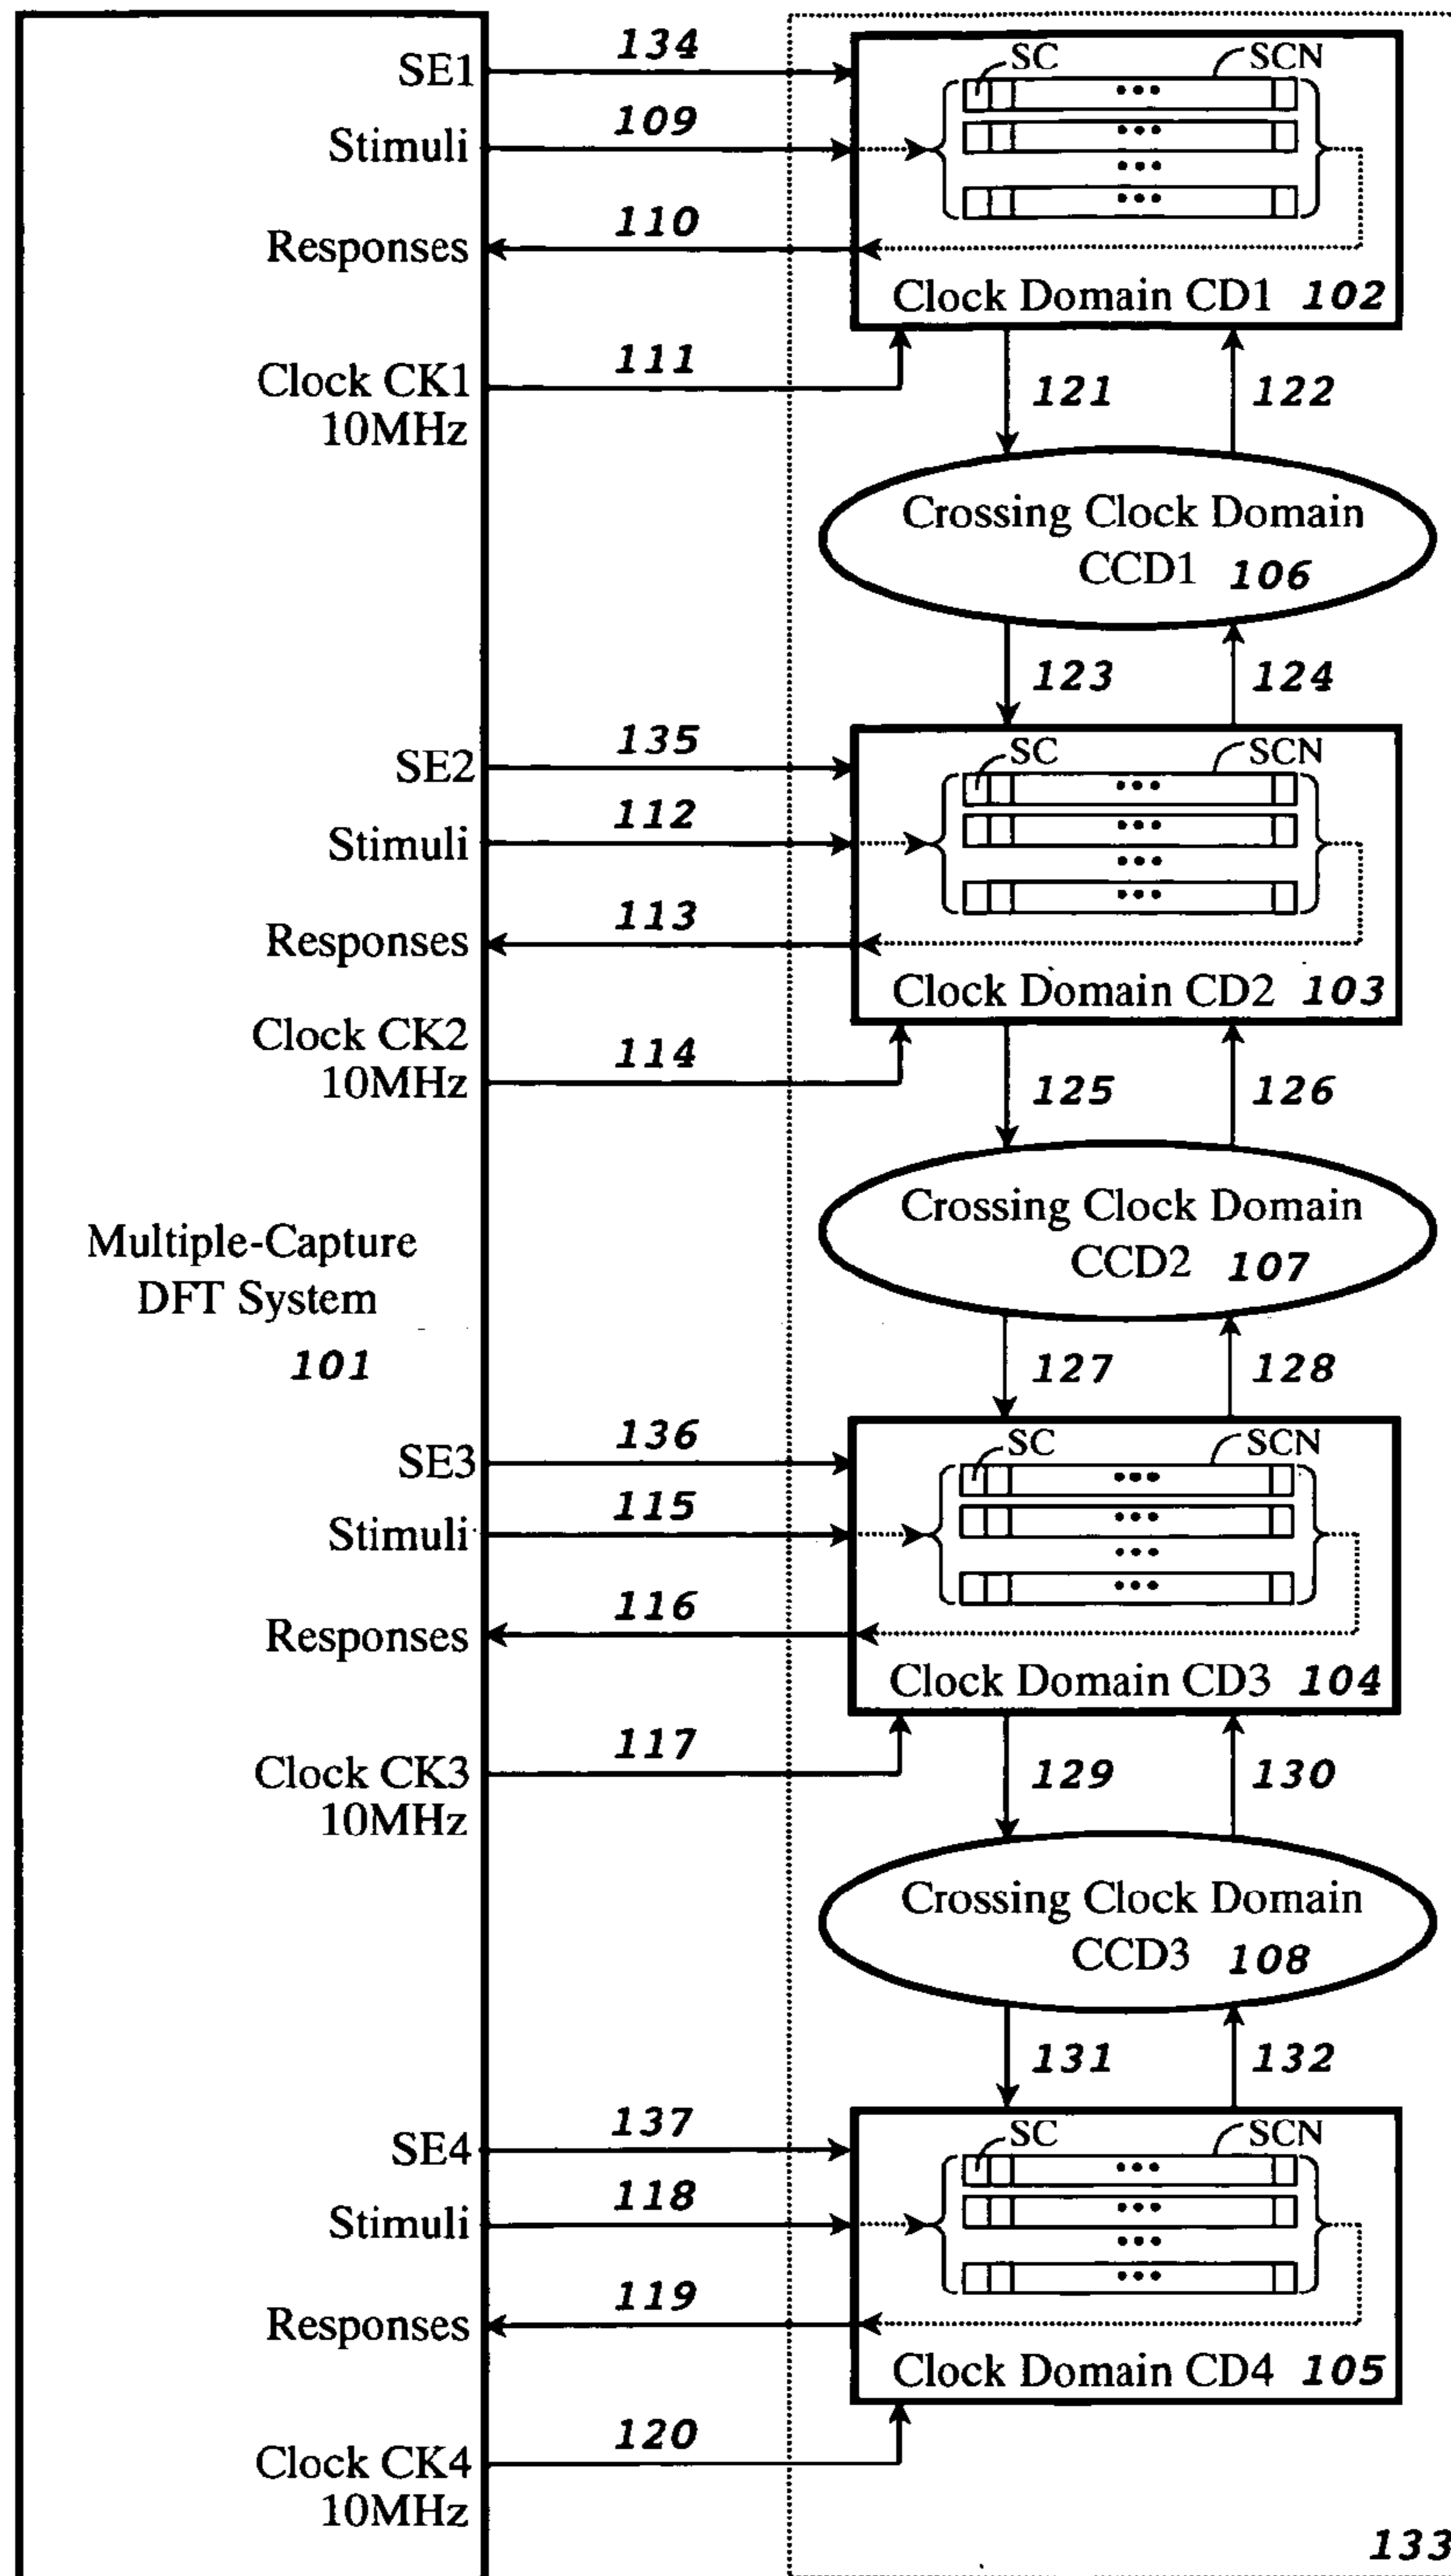 134
SE1
SC
SCN
109
Stimuli
110
Responses
Clock Domain CD1 102
111
Clock CK1
10MHz
121
122
Crossing Clock Domain
CCD1 106
123
124
135
SE2
SC
SCN
112
Stimuli
113
Responses
Clock Domain CD2 103
Clock CK2
10MHz
114
125
126
Crossing Clock Domain
CCD2 107
Multiple-Capture
DFT System
101
127
128
136
SE3
SC
SCN
115
Stimuli
116
Responses
Clock Domain CD3 104
117
Clock CK3
10MHz
129
130
Crossing Clock Domain
CCD3 108
131
132
137
SE4
SC
SCN
118
Stimuli
119
Responses
Clock Domain CD4 105
120
Clock CK4
10MHz
133